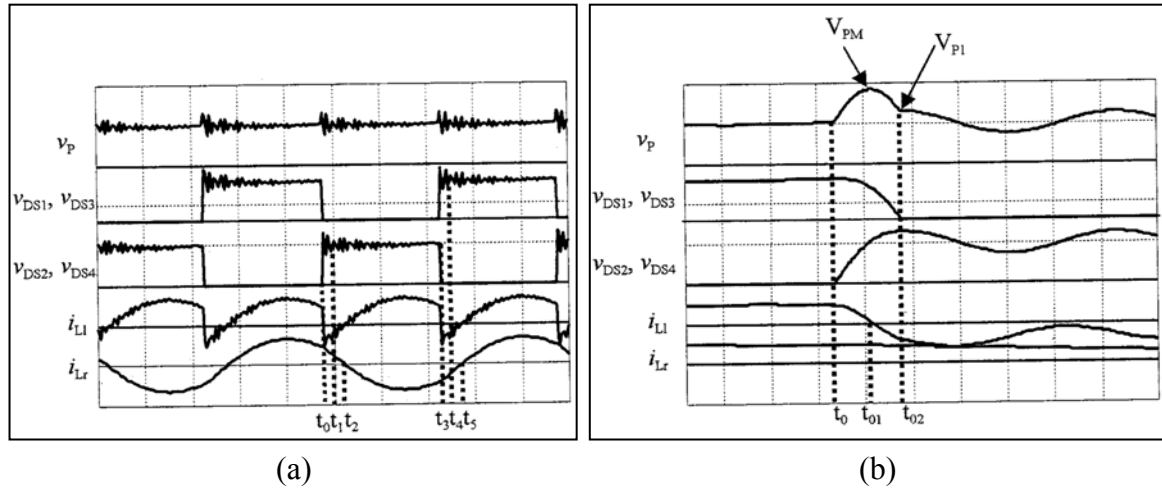 v_P
v_DS1, v_DS3
v_DS2, v_DS4
i_L1
i_Lr
t_0 t_1 t_2
t_3 t_4 t_5
(a)
V_PM
V_P1
v_P
v_DS1, v_DS3
v_DS2, v_DS4
i_L1
i_Lr
t_0
t_01
t_02
(b)